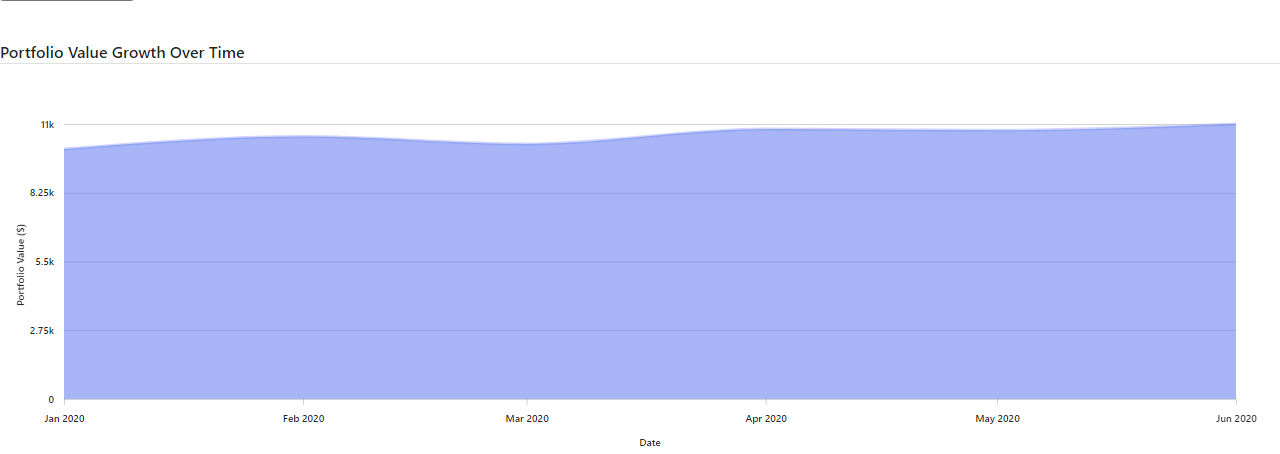 Portfolio Value Growth Over Time
11k
8.25k
5.5k
2.75k
0
Portfolio Value ($)
Jan 2020 Feb 2020 Mar 2020 Apr 2020 May 2020 Jun 2020
Date